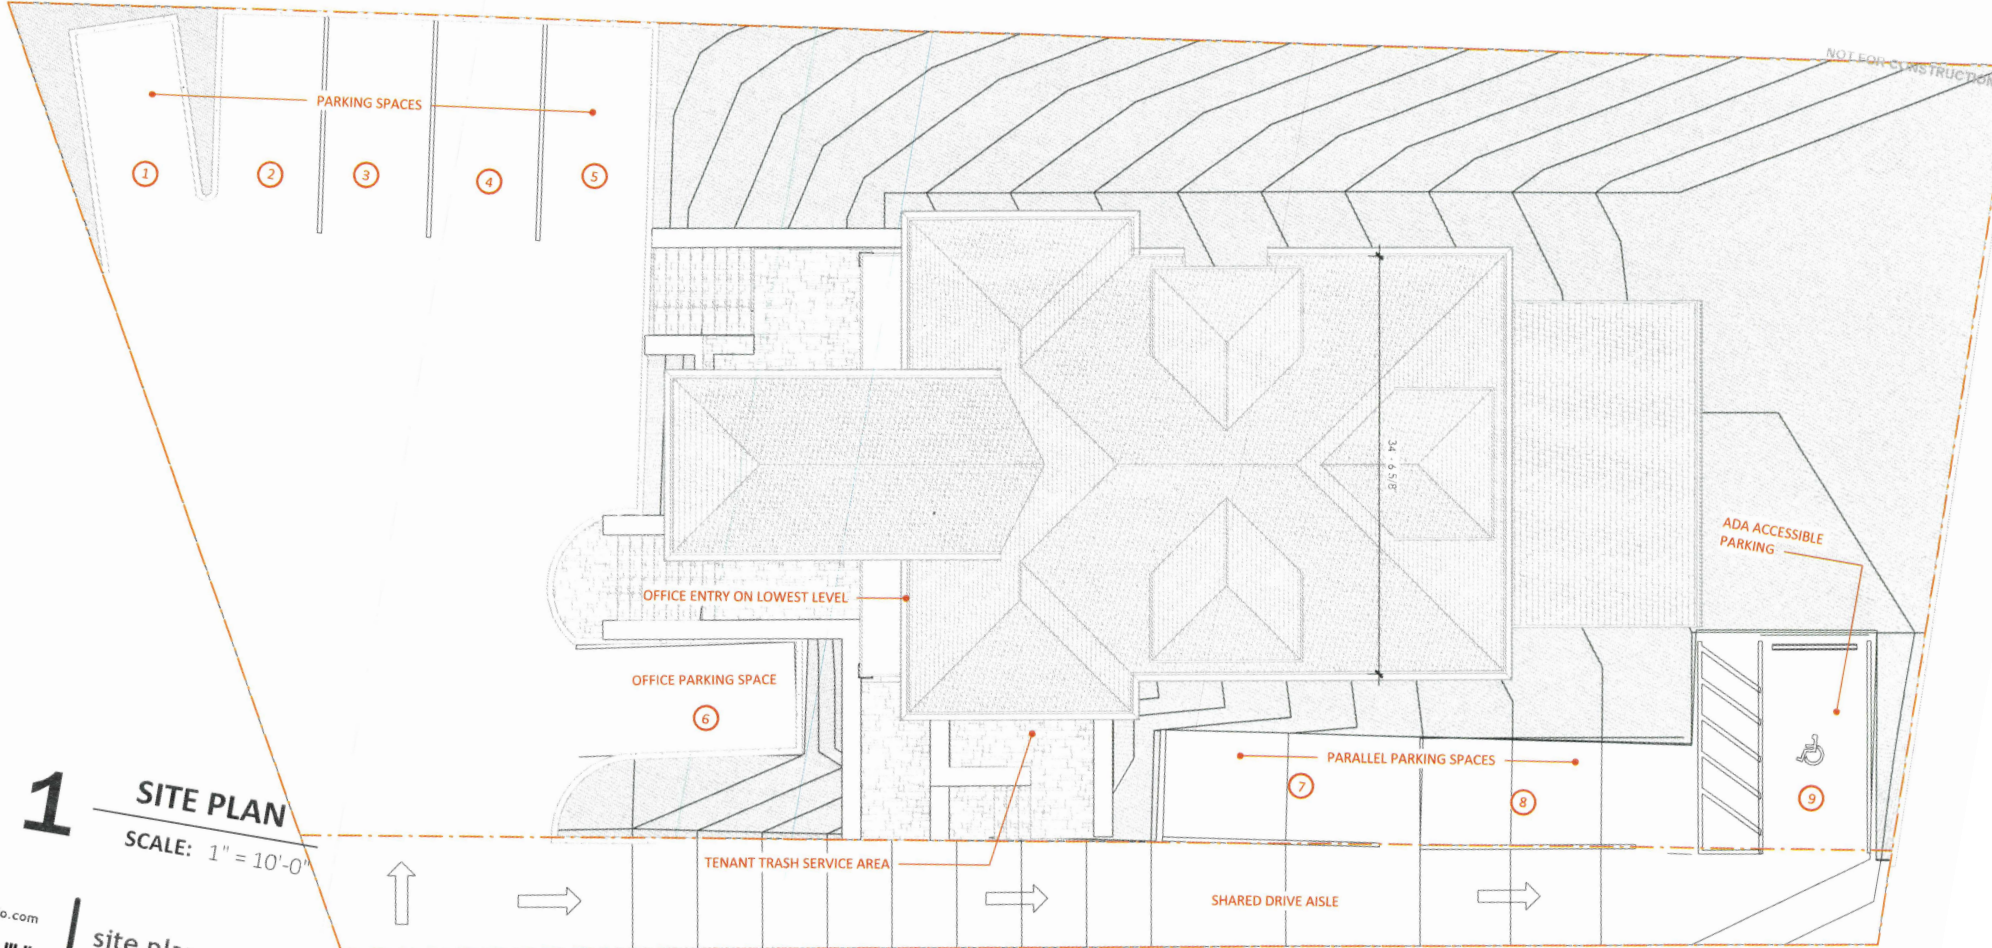 NOT FOR CONSTRUCTION
PARKING SPACES
1
2
3
4
5
34 - 6 5/8"
ADA ACCESSIBLE
PARKING
OFFICE ENTRY ON LOWEST LEVEL
OFFICE PARKING SPACE
6
PARALLEL PARKING SPACES
7
8
9
1
SITE PLAN
SCALE: 1" = 10'-0"
TENANT TRASH SERVICE AREA
SHARED DRIVE AISLE
o.com